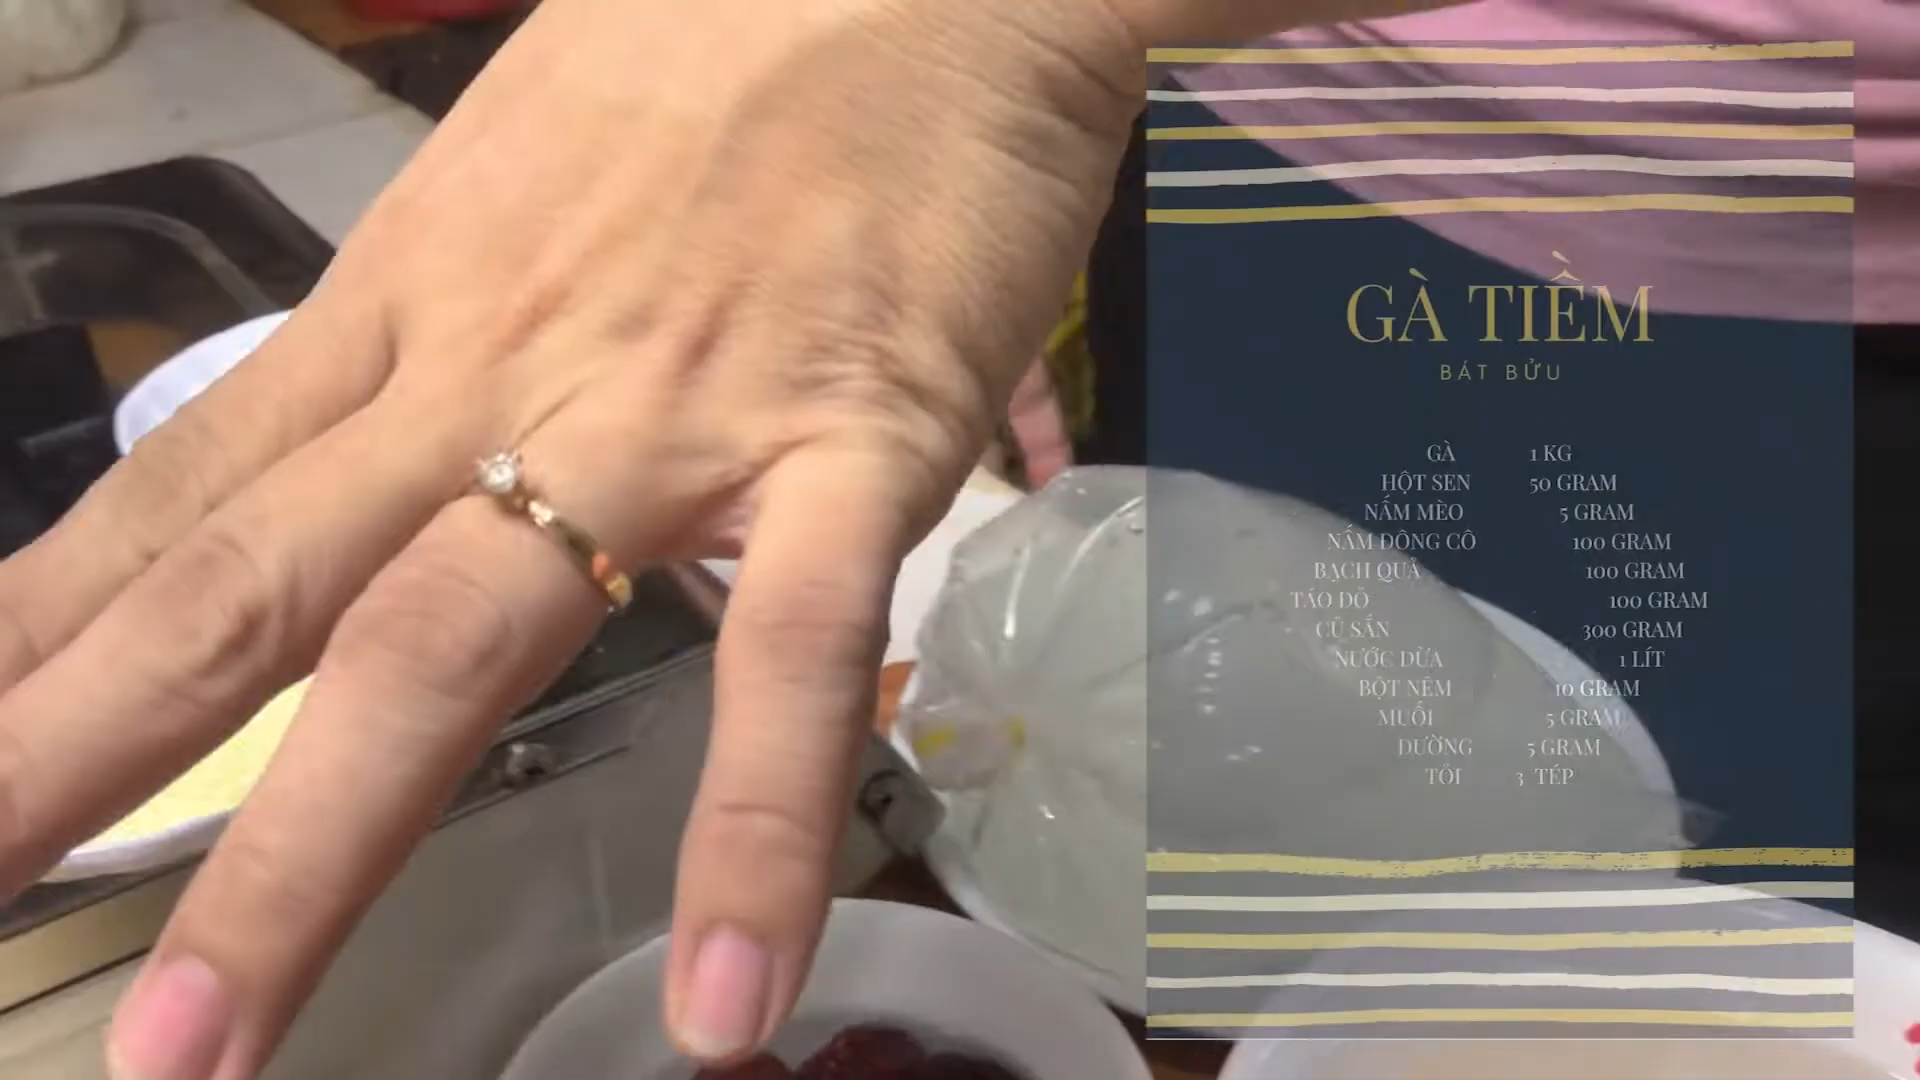 GÀ TIỀM
BÁT BỬU
GÀ 1 KG
HỘT SEN 50 GRAM
NẤM MÈO 5 GRAM
NẤM ĐÔNG CÔ 100 GRAM
BẠCH QUẢ 100 GRAM
TÁO ĐỎ 100 GRAM
CỦ SẮN 300 GRAM
NƯỚC DỪA 1 LÍT
BỘT NÊM 10 GRAM
MUỐI 5 GRAM
ĐƯỜNG 5 GRAM
TỎI 3 TÉP